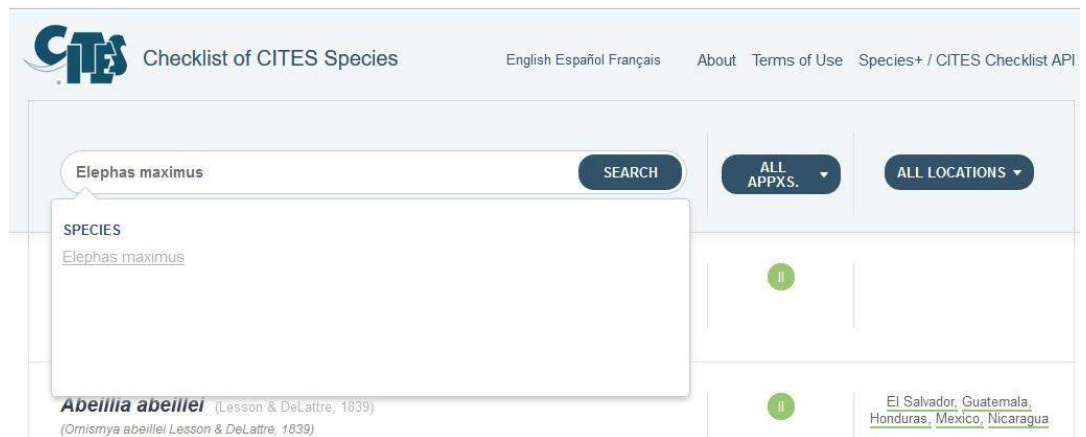 CITES
Checklist of CITES Species
English Español Français
About Terms of Use Species+ / CITES Checklist API
Elephas maximus
SEARCH
ALL
APPXS.
ALL LOCATIONS
SPECIES
Elephas maximus
II
Abeillia abeillei (Lesson & DeLattre, 1839)
(Ornismya abeillei Lesson & DeLattre, 1839)
II
El Salvador, Guatemala,
Honduras, Mexico, Nicaragua